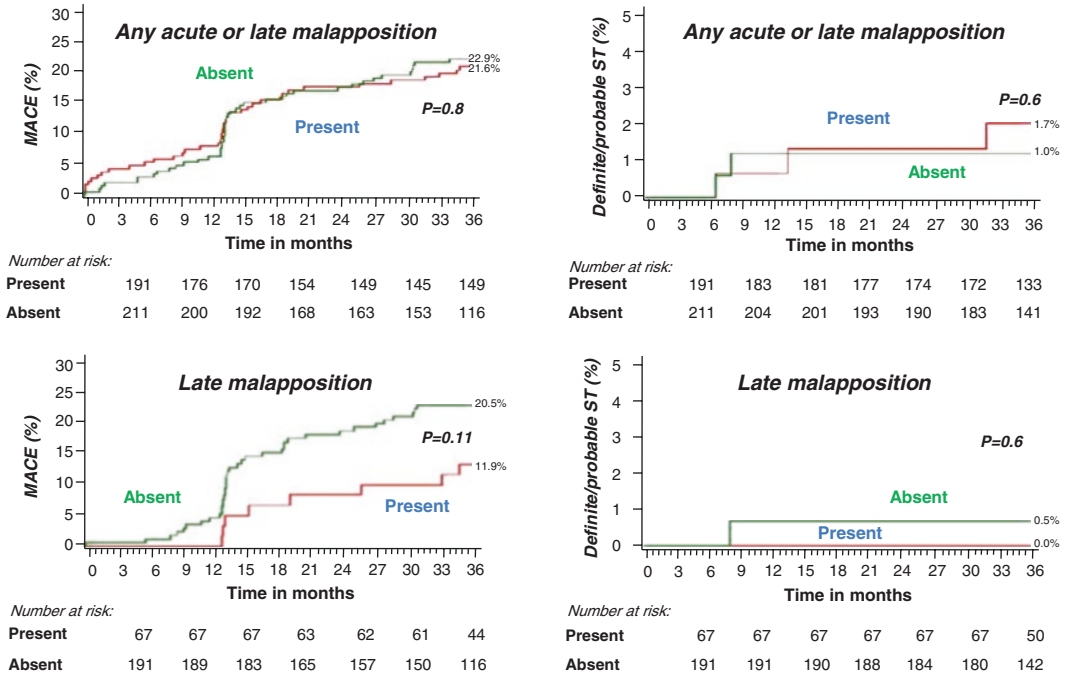 Any acute or late malapposition
MACE (%)
30
25
20
15
10
5
0
Absent
Present
22.9%
21.6%
P=0.8
0 3 6 9 12 15 18 21 24 27 30 33 36
Time in months
Number at risk:
Present 191 176 170 154 149 145 149
Absent 211 200 192 168 163 153 116
Any acute or late malapposition
Definite/probable ST (%)
5
4
3
2
1
0
Present
Absent
P=0.6
1.7%
1.0%
0 3 6 9 12 15 18 21 24 27 30 33 36
Time in months
Number at risk:
Present 191 183 181 177 174 172 133
Absent 211 204 201 193 190 183 141
Late malapposition
MACE (%)
30
25
20
15
10
5
0
Absent
Present
20.5%
P=0.11
11.9%
0 3 6 9 12 15 18 21 24 27 30 33 36
Time in months
Number at risk:
Present 67 67 67 63 62 61 44
Absent 191 189 183 165 157 150 116
Late malapposition
Definite/probable ST (%)
5
4
3
2
1
0
P=0.6
Absent
Present
0.5%
0.0%
0 3 6 9 12 15 18 21 24 27 30 33 36
Time in months
Number at risk:
Present 67 67 67 67 67 67 50
Absent 191 191 190 188 184 180 142